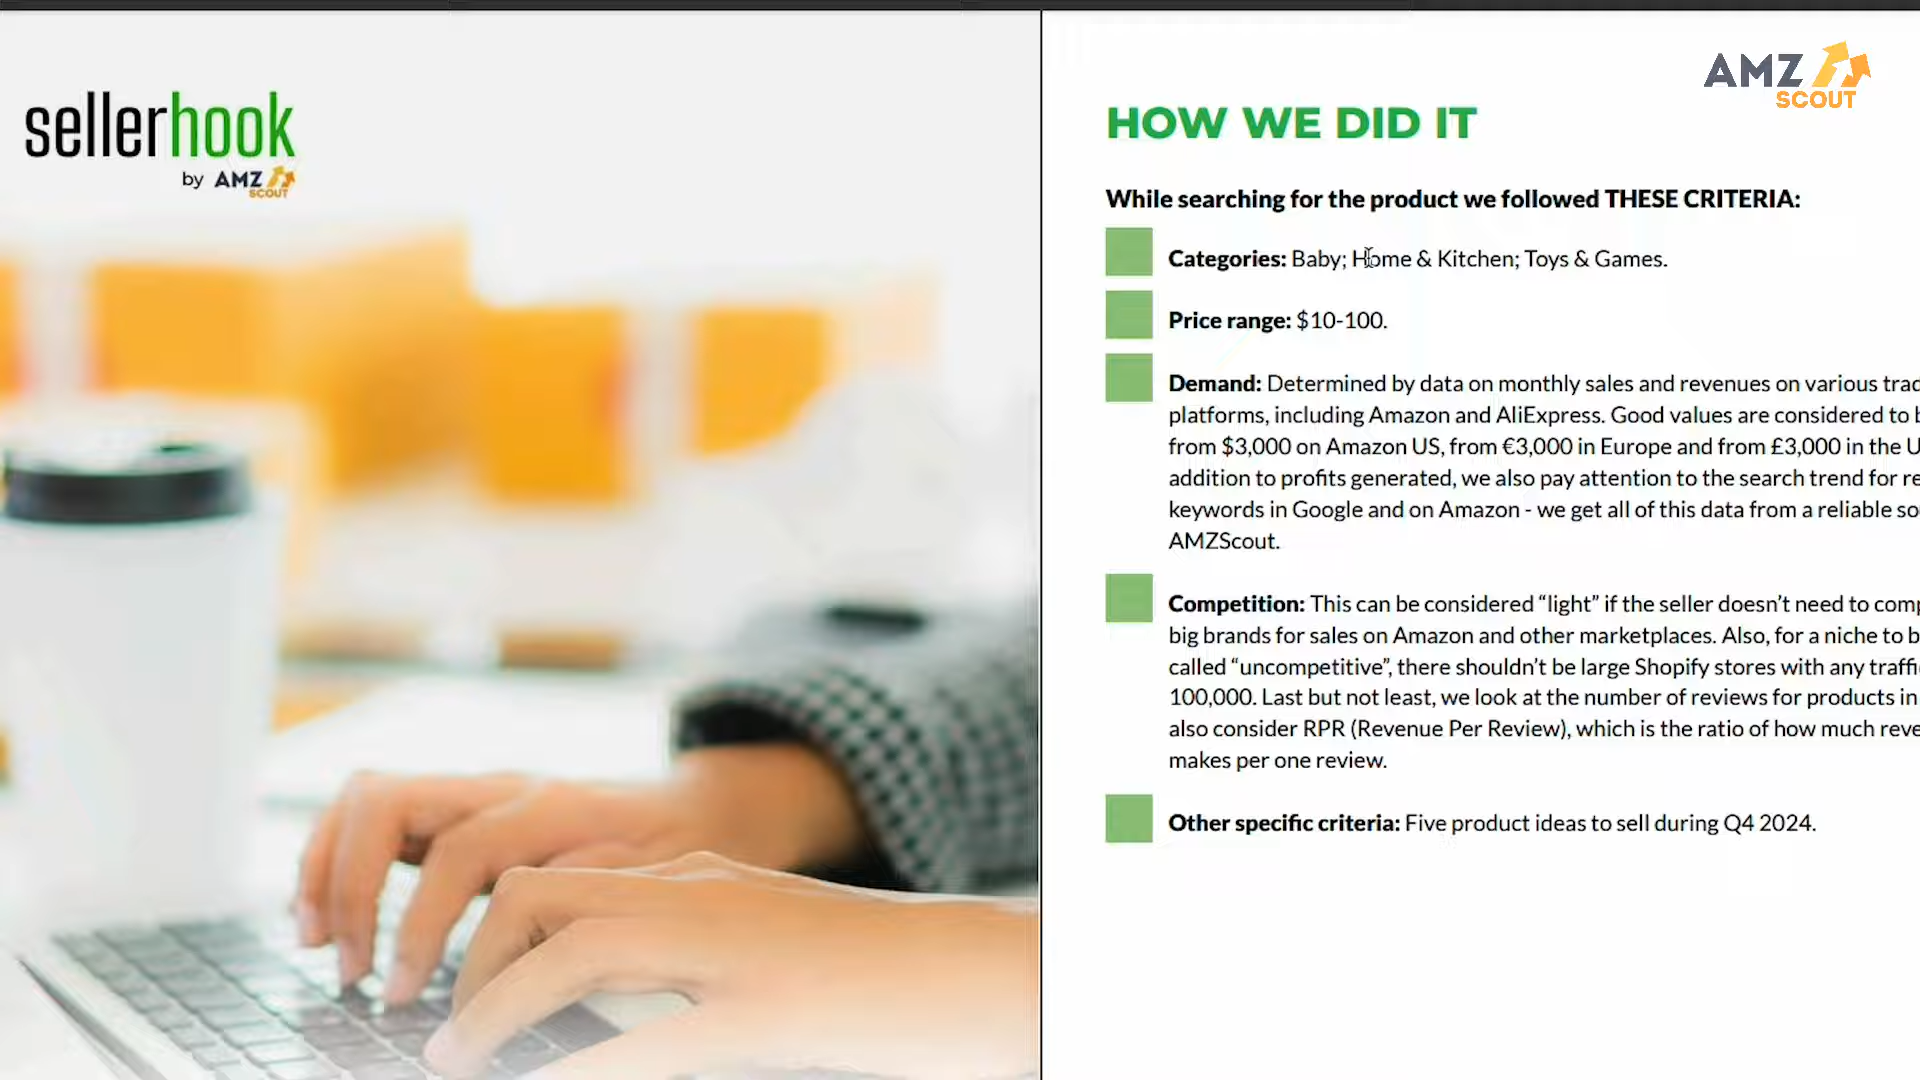 sellerhook
by AMZ
SCOUT
AMZ
SCOUT
HOW WE DID IT
While searching for the product we followed THESE CRITERIA:
Categories: Baby; Home & Kitchen; Toys & Games.
Price range: $10-100.
Demand: Determined by data on monthly sales and revenues on various
platforms, including Amazon and AliExpress. Good values are considered to
from $3,000 on Amazon US, from €3,000 in Europe and from £3,000 in the
addition to profits generated, we also pay attention to the search trend for
keywords in Google and on Amazon - we get all of this data from a reliable
AMZScout.
Competition: This can be considered “light” if the seller doesn’t need to
big brands for sales on Amazon and other marketplaces. Also, for a niche to
called “uncompetitive”, there shouldn’t be large Shopify stores with any
100,000. Last but not least, we look at the number of reviews for products in
also consider RPR (Revenue Per Review), which is the ratio of how much
makes per one review.
Other specific criteria: Five product ideas to sell during Q4 2024.